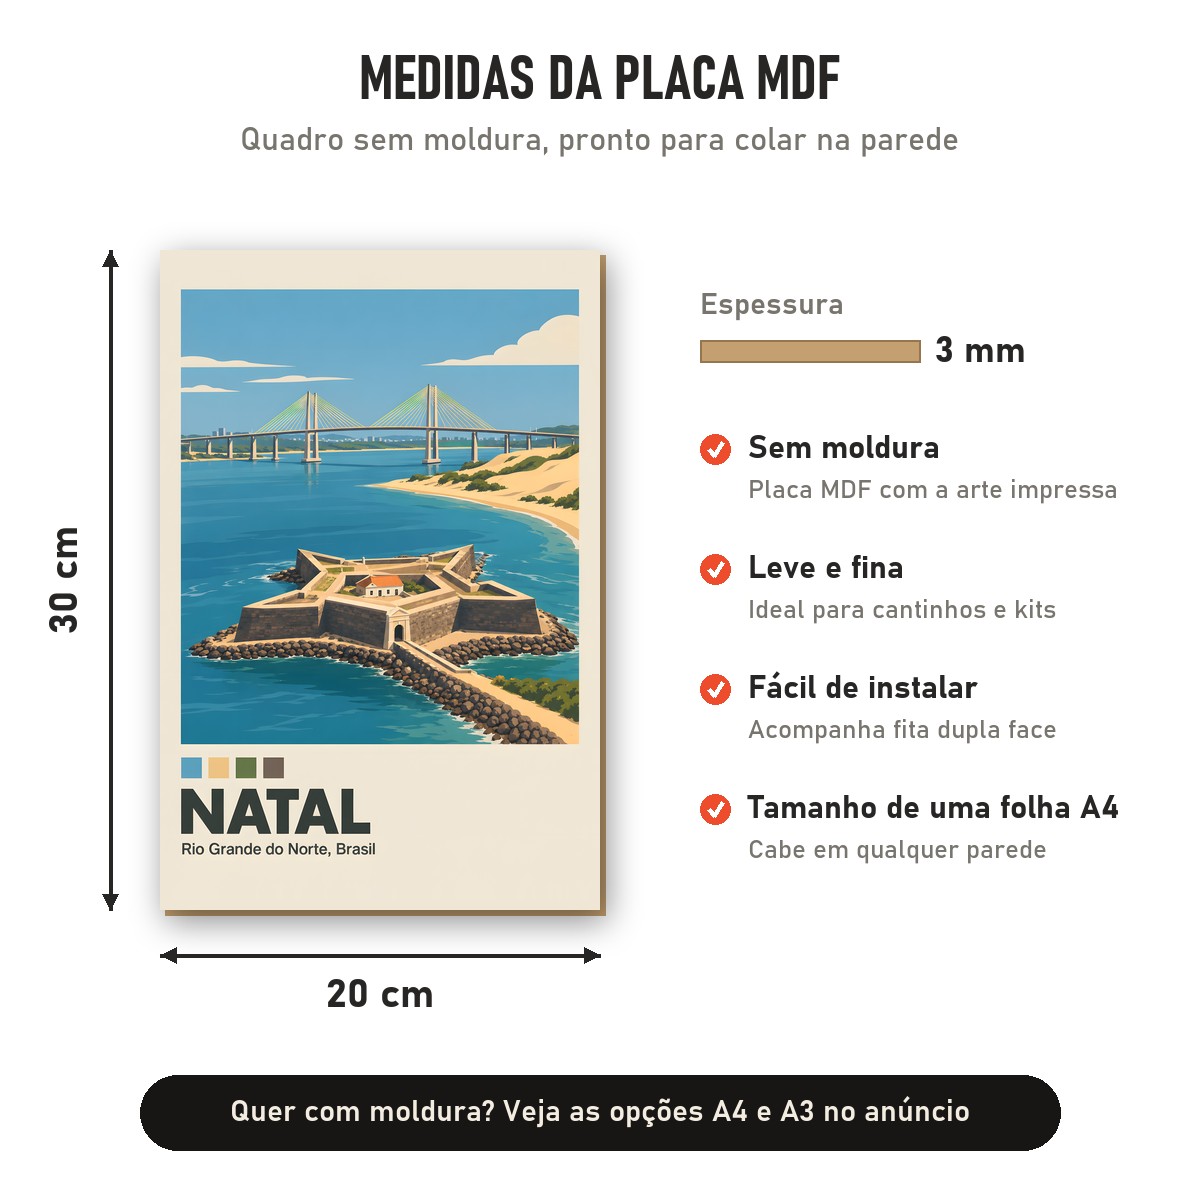 MEDIDAS DA PLACA MDF
Quadro sem moldura, pronto para colar na parede
Espessura
3 mm
Sem moldura
Placa MDF com a arte impressa
Leve e fina
Ideal para cantinhos e kits
Fácil de instalar
Acompanha fita dupla face
Tamanho de uma folha A4
Cabe em qualquer parede
30 cm
NATAL
Rio Grande do Norte, Brasil
20 cm
Quer com moldura? Veja as opções A4 e A3 no anúncio